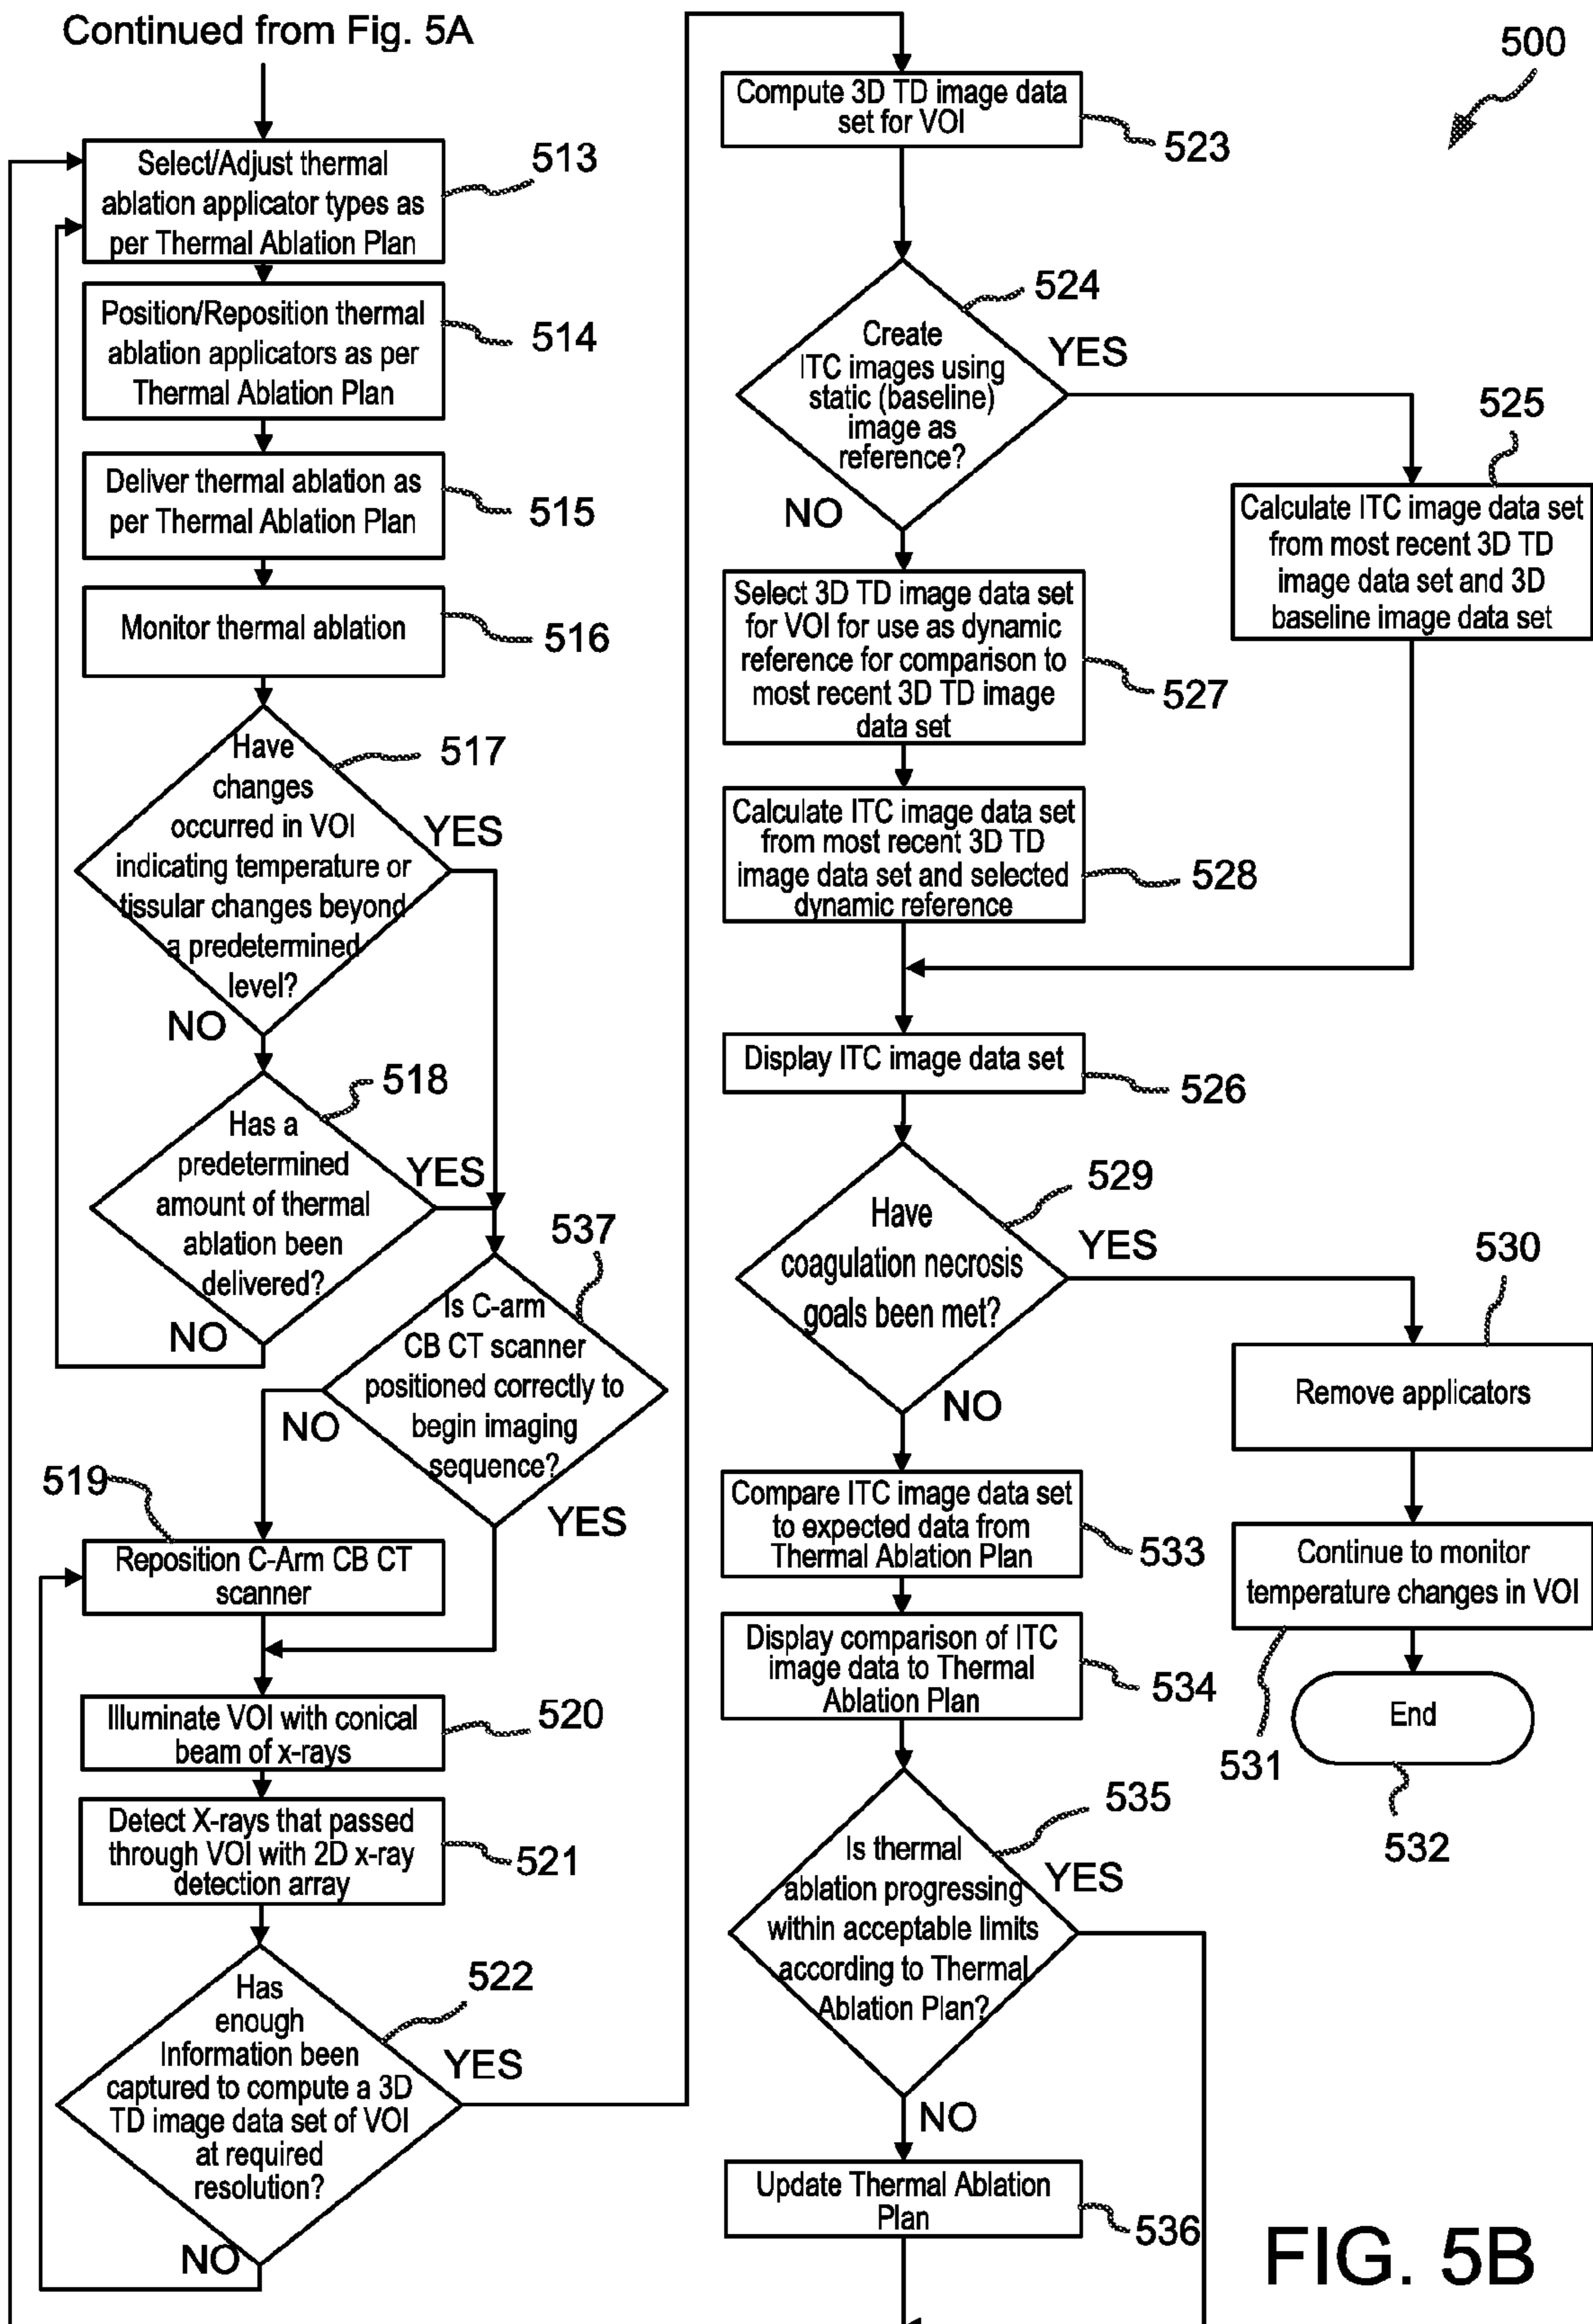 Continued from Fig. 5A
500
Select/Adjust thermal
ablation applicator types as
per Thermal Ablation Plan
513
Position/Reposition thermal
ablation applicators as per
Thermal Ablation Plan
514
Deliver thermal ablation as
per Thermal Ablation Plan
515
Monitor thermal ablation
516
Have
changes
occurred in VOI
indicating temperature or
tissular changes beyond
a predetermined
level?
517
YES
NO
Has a
predetermined
amount of thermal
ablation been
delivered?
518
YES
NO
Is C-arm
CB CT scanner
positioned correctly to
begin imaging
sequence?
537
NO
YES
519
Reposition C-Arm CB CT
scanner
Illuminate VOI with conical
beam of x-rays
520
Detect X-rays that passed
through VOI with 2D x-ray
detection array
521
Has
enough
Information been
captured to compute a 3D
TD image data set of VOI
at required
resolution?
522
YES
NO
Compute 3D TD image data
set for VOI
523
Create
ITC images using
static (baseline)
image as
reference?
524
YES
NO
525
Calculate ITC image data set
from most recent 3D TD
image data set and 3D
baseline image data set
Select 3D TD image data set
for VOI for use as dynamic
reference for comparison to
most recent 3D TD image
data set
527
Calculate ITC image data set
from most recent 3D TD
image data set and selected
dynamic reference
528
Display ITC image data set
526
Have
coagulation necrosis
goals been met?
529
YES
NO
530
Remove applicators
Continue to monitor
temperature changes in VOI
531
End
532
Compare ITC image data set
to expected data from
Thermal Ablation Plan
533
Display comparison of ITC
image data to Thermal
Ablation Plan
534
Is thermal
ablation progressing
within acceptable limits
according to Thermal
Ablation Plan?
535
YES
NO
Update Thermal Ablation
Plan
536
FIG. 5B